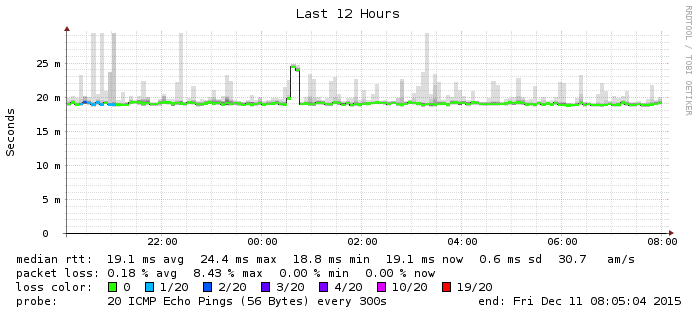 Last 12 Hours
RRDTOOL / TOBI OETIKER
Seconds
25 m
20 m
15 m
10 m
5 m
0
22:00 00:00 02:00 04:00 06:00 08:00
median rtt: 19.1 ms avg 24.4 ms max 18.8 ms min 19.1 ms now 0.6 ms sd 30.7 am/s
packet loss: 0.18 % avg 8.43 % max 0.00 % min 0.00 % now
loss color: 0 1/20 2/20 3/20 4/20 10/20 19/20
probe: 20 ICMP Echo Pings (56 Bytes) every 300s end: Fri Dec 11 08:05:04 2015